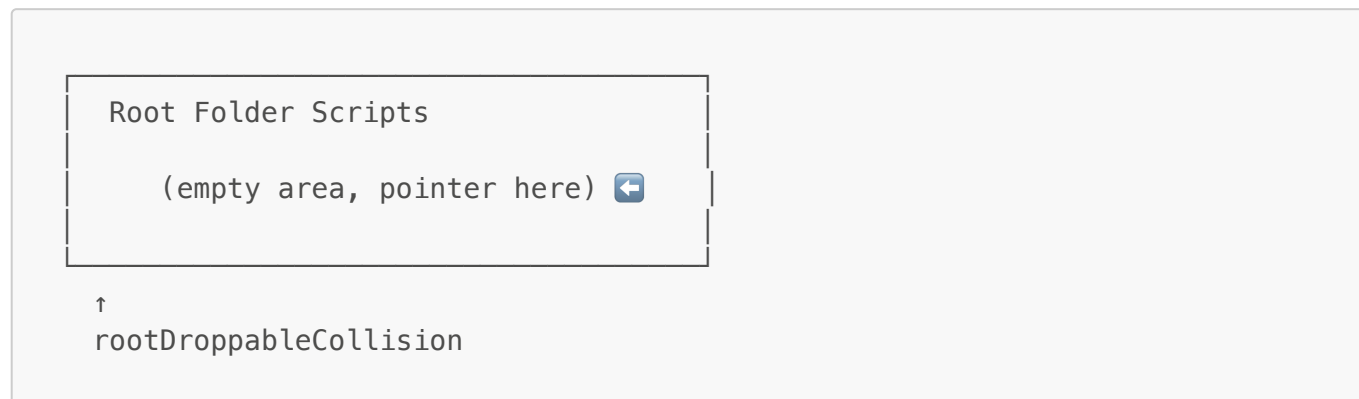 Root Folder Scripts
(empty area, pointer here) ⬅️
↑
rootDroppableCollision